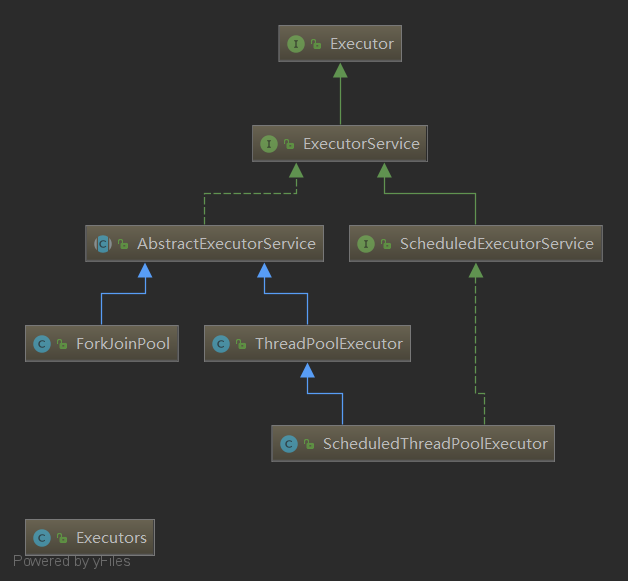 Executor
ExecutorService
AbstractExecutorService
ScheduledExecutorService
ForkJoinPool
ThreadPoolExecutor
ScheduledThreadPoolExecutor
Executors
Powered by yFiles